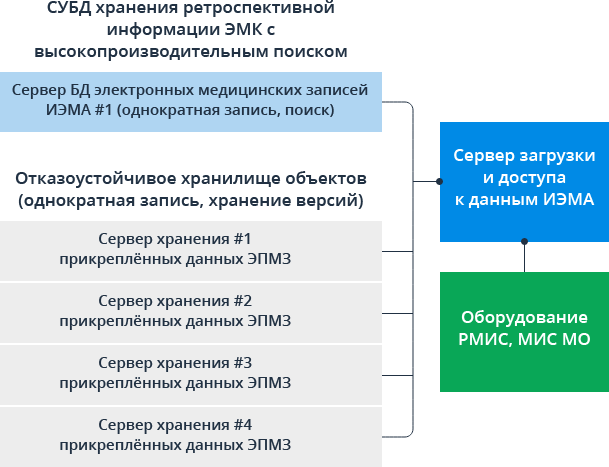 СУБД хранения ретроспективной
информации ЭМК с
высокопроизводительным поиском
Сервер БД электронных медицинских записей
ИЭМА #1 (однократная запись, поиск)
Отказоустойчивое хранилище объектов
(однократная запись, хранение версий)
Сервер хранения #1
прикреплённых данных ЭПМЗ
Сервер хранения #2
прикреплённых данных ЭПМЗ
Сервер хранения #3
прикреплённых данных ЭПМЗ
Сервер хранения #4
прикреплённых данных ЭПМЗ
Сервер загрузки
и доступа
к данным ИЭМА
Оборудование
РМИС, МИС МО